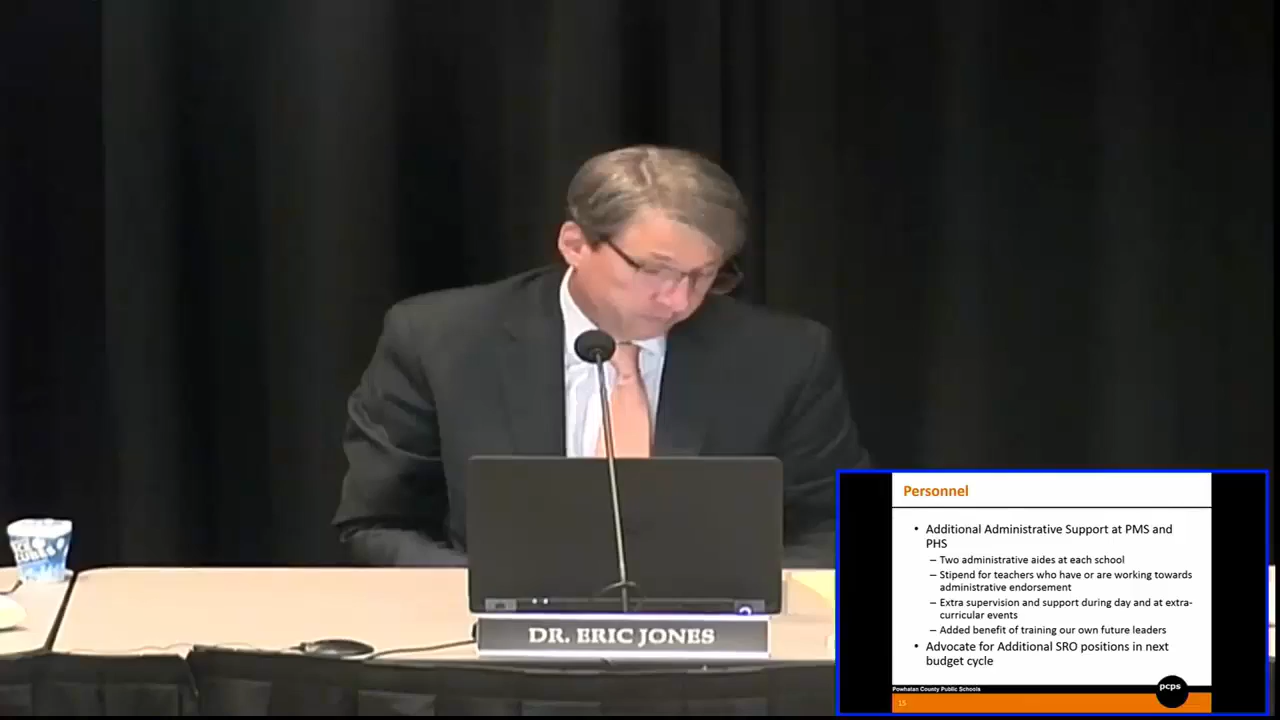 ICE
CUBES
DR. ERIC JONES
Personnel
• Additional Administrative Support at PMS and
PHS
– Two administrative aides at each school
– Stipend for teachers who have or are working towards
administrative endorsement
– Extra supervision and support during day and at extra-
curricular events
– Added benefit of training our own future leaders
• Advocate for Additional SRO positions in next
budget cycle
Powhatan County Public Schools
pcps
15